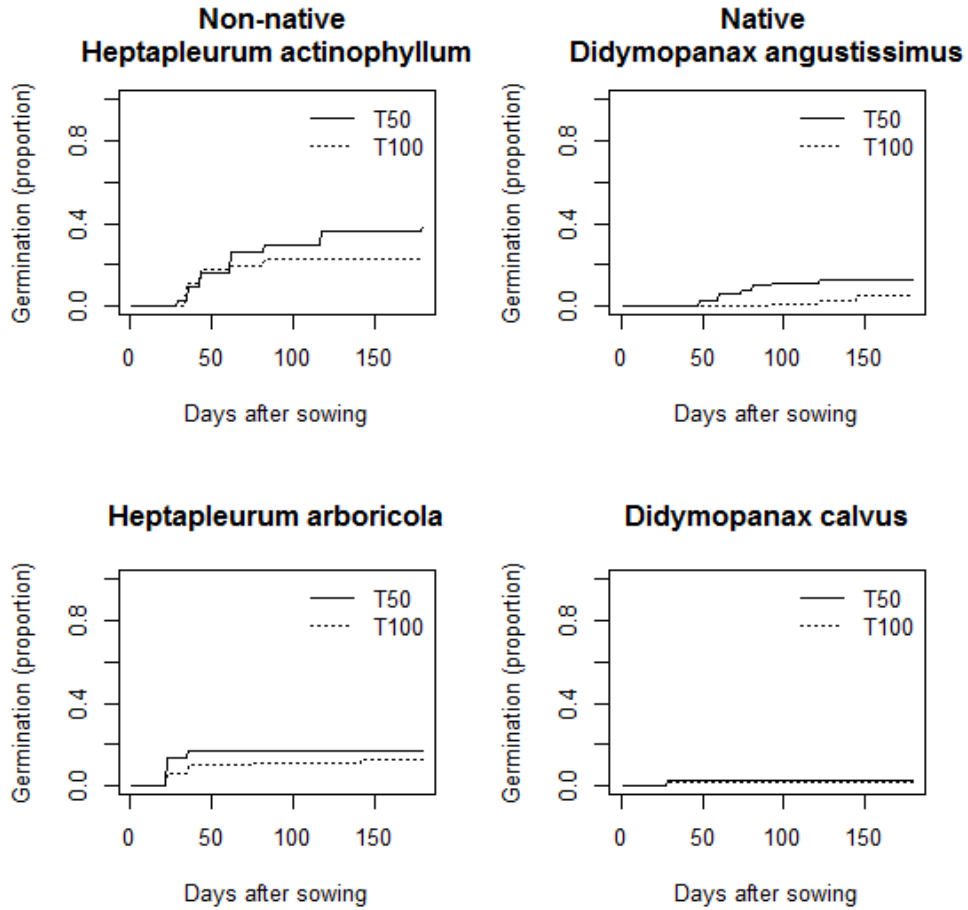 Non-native
Heptapleurum actinophyllum
Germination (proportion)
0.0 0.4 0.8
T50
T100
0 50 100 150
Days after sowing
Native
Didymopanax angustissimus
Germination (proportion)
0.0 0.4 0.8
T50
T100
0 50 100 150
Days after sowing
Heptapleurum arboricola
Germination (proportion)
0.0 0.4 0.8
T50
T100
0 50 100 150
Days after sowing
Didymopanax calvus
Germination (proportion)
0.0 0.4 0.8
T50
T100
0 50 100 150
Days after sowing